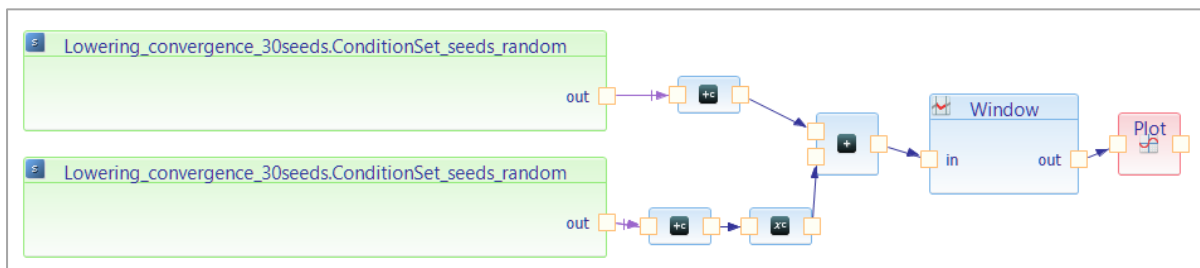 s Lowering_convergence_30seeds.ConditionSet_seeds_random
out
+c
+
Window
in
out
Plot
s Lowering_convergence_30seeds.ConditionSet_seeds_random
out
+c
xc